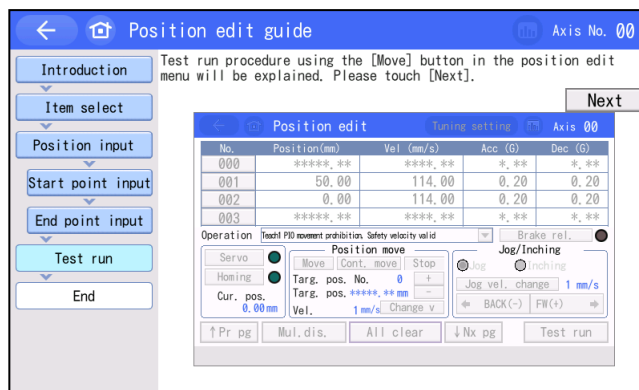 Position edit guide
Axis No. 00
Introduction
Item select
Position input
Start point input
End point input
Test run
End
Test run procedure using the [Move] button in the position edit
menu will be explained. Please touch [Next].
Next
Position edit
Tuning setting
Axis 00
No. Position(mm) Vel (mm/s) Acc (G) Dec (G)
000 *****.** ****.** *.** *.**
001 50.00 114.00 0.20 0.20
002 0.00 114.00 0.20 0.20
003 *****.** ****.** *.** *.**
Operation Teach1 PIO movement prohibition. Safety velocity valid Brake rel.
Servo
Homing
Cur. pos.
0.00mm
Position move
Move Cont. move Stop
Targ. pos. No. 0 +
Targ. pos. *****.**mm -
Vel. 1mm/s Change v
Jog/Inching
Jog Inching
Jog vel. change 1 mm/s
BACK(-) FW(+)
↑Pr pg Mul.dis. All clear ↓Nx pg Test run